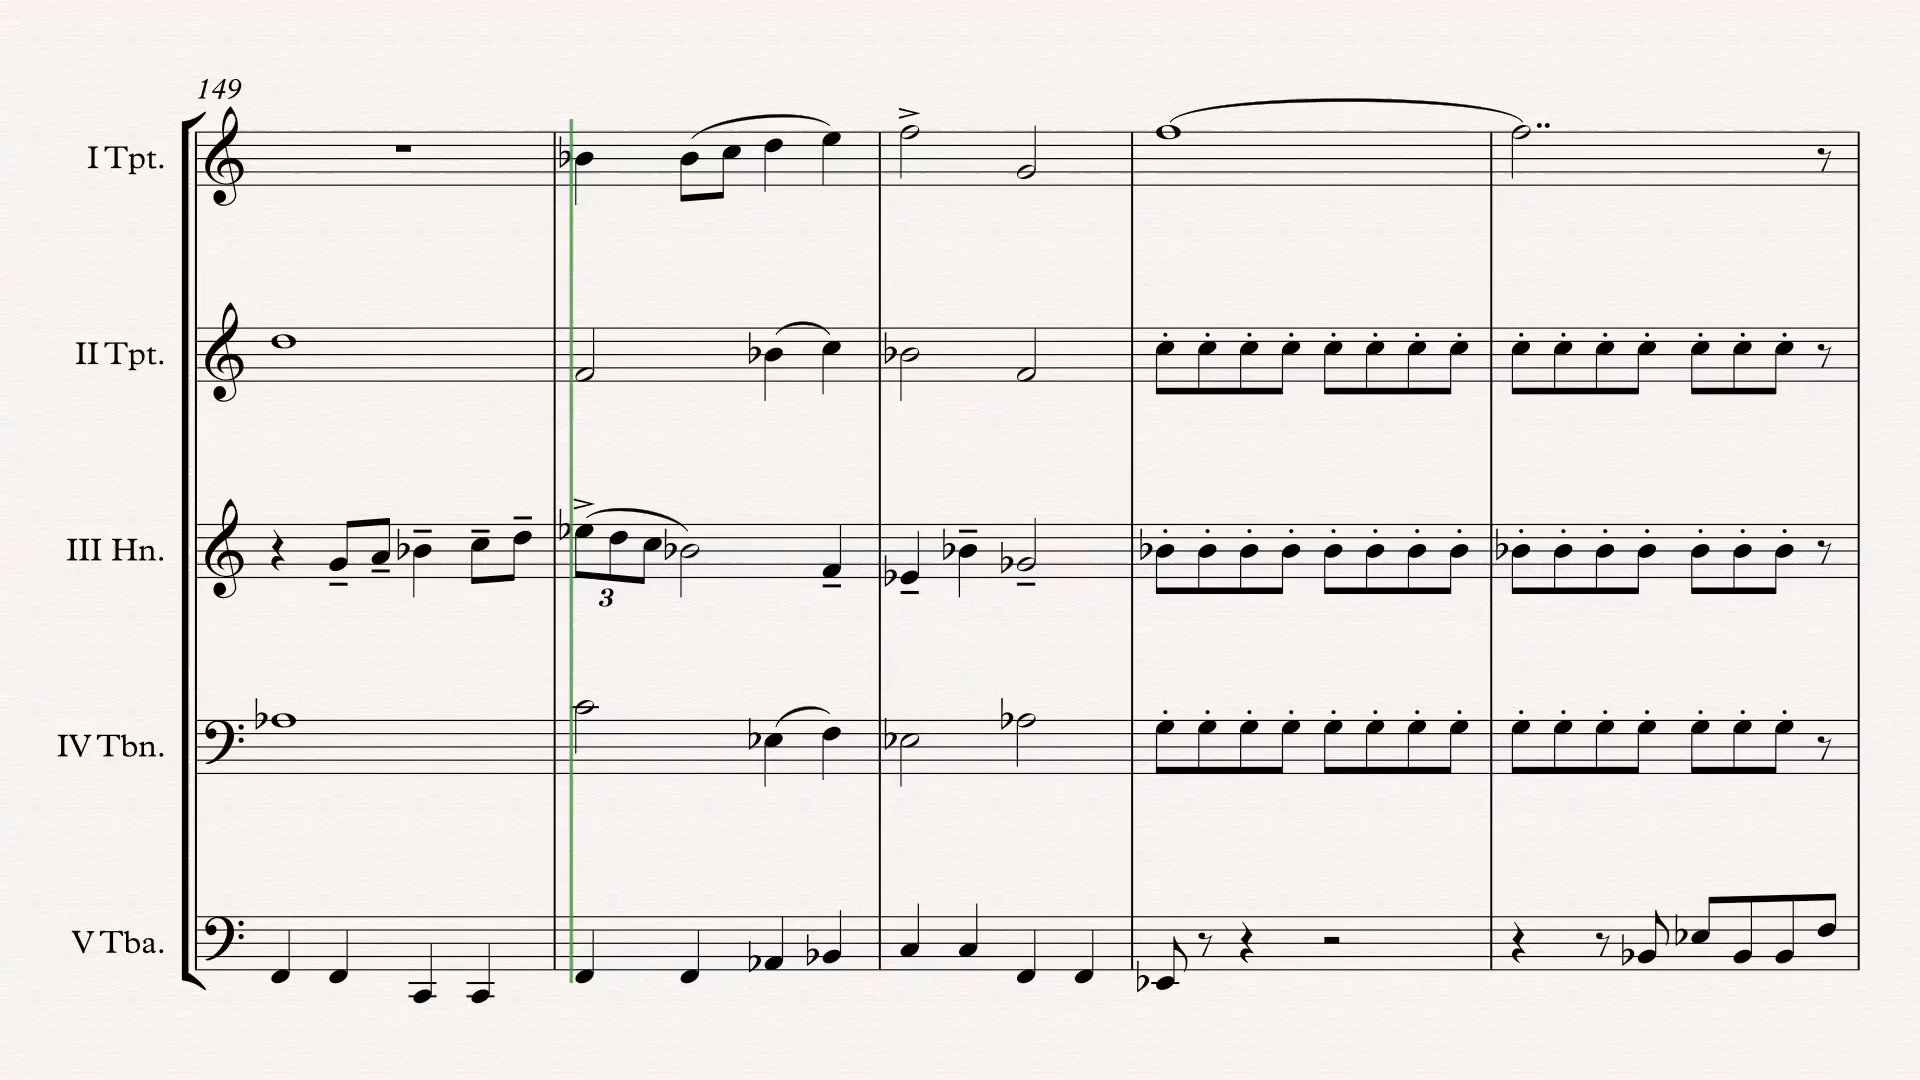 149
I Tpt.
II Tpt.
III Hn.
3
IV Tbn.
V Tba.